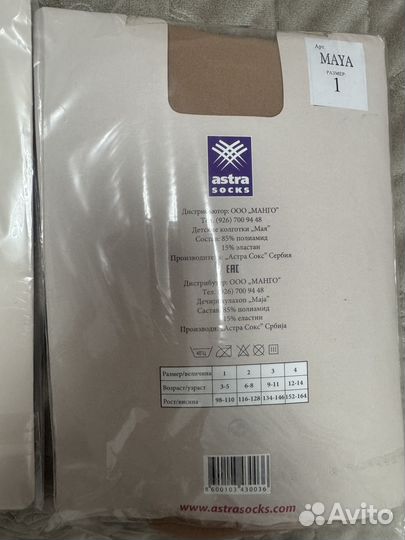 Арт.
MAYA
РАЗМЕР:
1
astra
SOCKS
Дистрибьютор: ООО „МАНГО"
Тел. (926) 700 94 48
Детские колготки „Мая"
Состав: 85% полиамид
15% эластан
Производитель: „Астра Сокс" Сербия
ЕАС
Дистрибутер: ООО „МАНГО"
Тел. (926) 700 94 48
Дечији хулахоп „Маја"
Састав: 85% полиамид
15% еластин
Производи: „Астра Сокс" Србија
Размер/величина 1 2 3 4
Возраст/узраст 3-5 6-8 9-11 12-14
Рост/висина 98-110 116-128 134-146 152-164
8 600103 430036
www.astrasocks.com
Avito